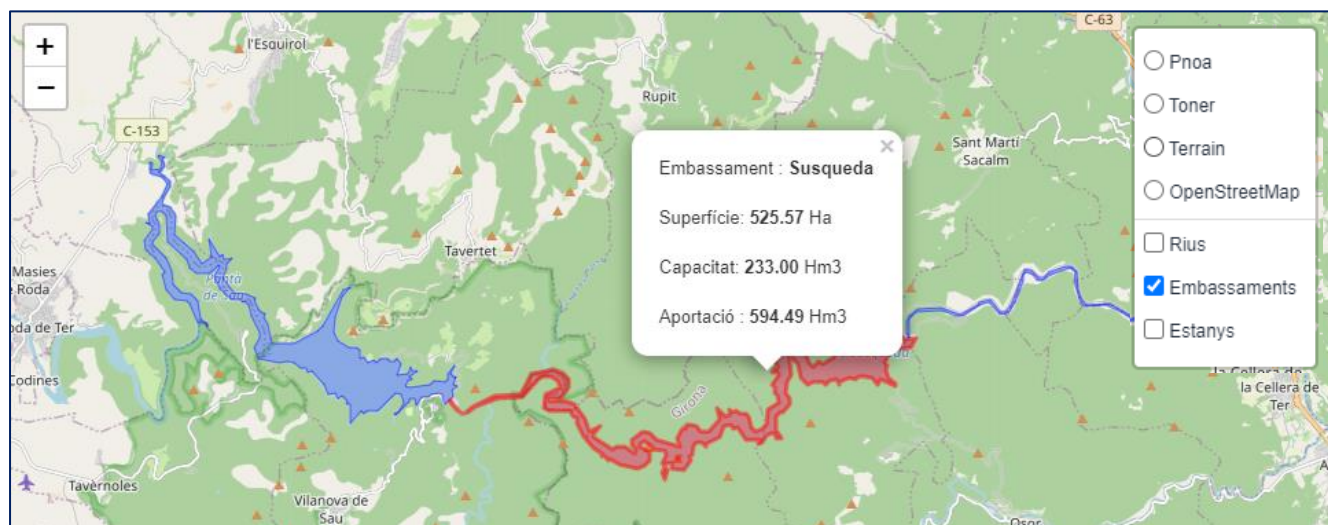 +
−
l'Esquirol
C-63
Pnoa
Toner
Terrain
OpenStreetMap
Rius
Embassaments
Estanys
Rupit
C-153
Sant Martí
Sacalm
×
Embassament : Susqueda
Superfície: 525.57 Ha
Capacitat: 233.00 Hm3
Aportació : 594.49 Hm3
Tavertet
Masies
e Roda
de Sau
oda de Ter
Codines
Girona
la Cellera de
la Cellera de
Ter
Tavèrnoles
Vilanova de
Sau
Osor
A